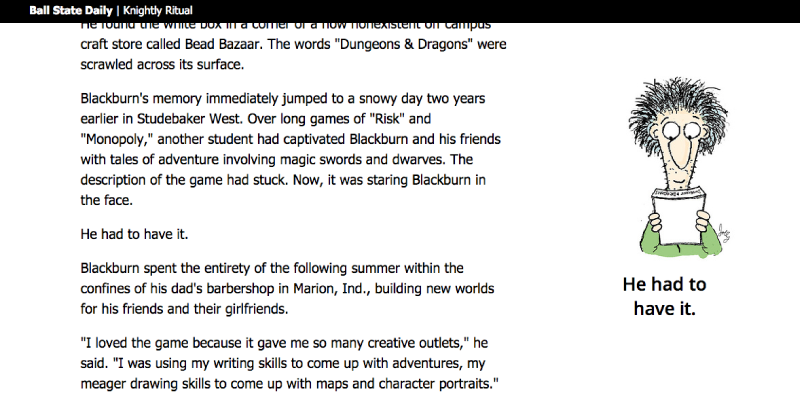 Ball State Daily | Knightly Ritual
He found the white box in a corner of a now nonexistent off campus
craft store called Bead Bazaar. The words "Dungeons & Dragons" were
scrawled across its surface.
Blackburn's memory immediately jumped to a snowy day two years
earlier in Studebaker West. Over long games of "Risk" and
"Monopoly," another student had captivated Blackburn and his friends
with tales of adventure involving magic swords and dwarves. The
description of the game had stuck. Now, it was staring Blackburn in
the face.
He had to have it.
Blackburn spent the entirety of the following summer within the
confines of his dad's barbershop in Marion, Ind., building new worlds
for his friends and their girlfriends.
"I loved the game because it gave me so many creative outlets," he
said. "I was using my writing skills to come up with adventures, my
meager drawing skills to come up with maps and character portraits."
He had to
have it.